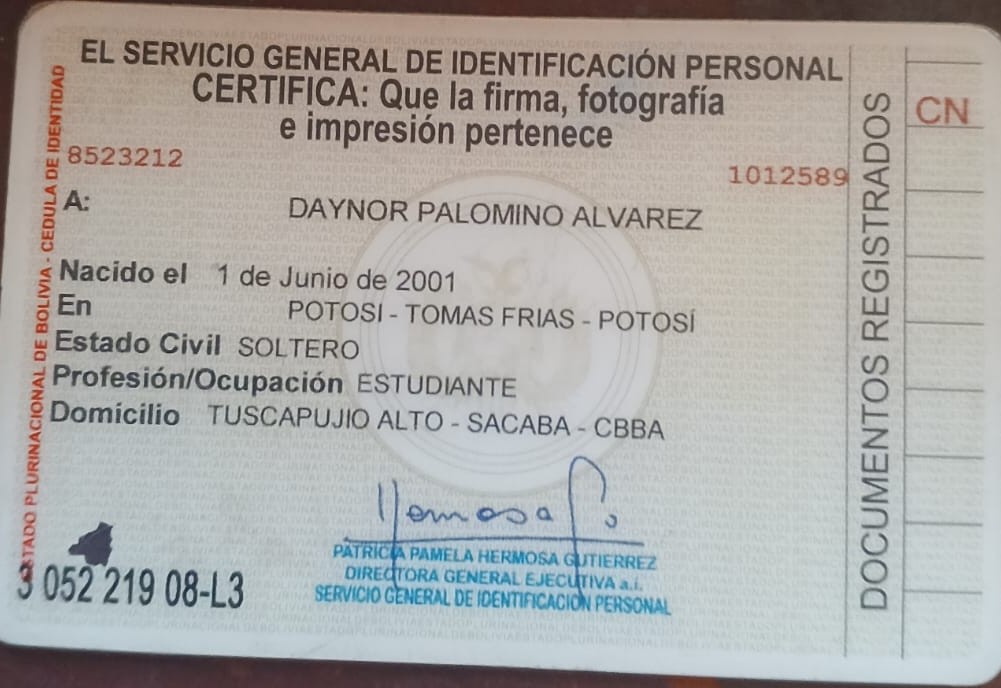 EL SERVICIO GENERAL DE IDENTIFICACIÓN PERSONAL
CERTIFICA: Que la firma, fotografía
e impresión pertenece
8523212
1012589
A: DAYNOR PALOMINO ALVAREZ
Nacido el 1 de Junio de 2001
En POTOSI - TOMAS FRIAS - POTOSÍ
Estado Civil SOLTERO
Profesión/Ocupación ESTUDIANTE
Domicilio TUSCAPUJIO ALTO - SACABA - CBBA
PATRICIA PAMELA HERMOSA GUTIERREZ
DIRECTORA GENERAL EJECUTIVA a.i.
SERVICIO GENERAL DE IDENTIFICACIÓN PERSONAL
052 219 08-L3
ESTADO PLURINACIONAL DE BOLIVIA - CEDULA DE IDENTIDAD
DOCUMENTOS REGISTRADOS
CN